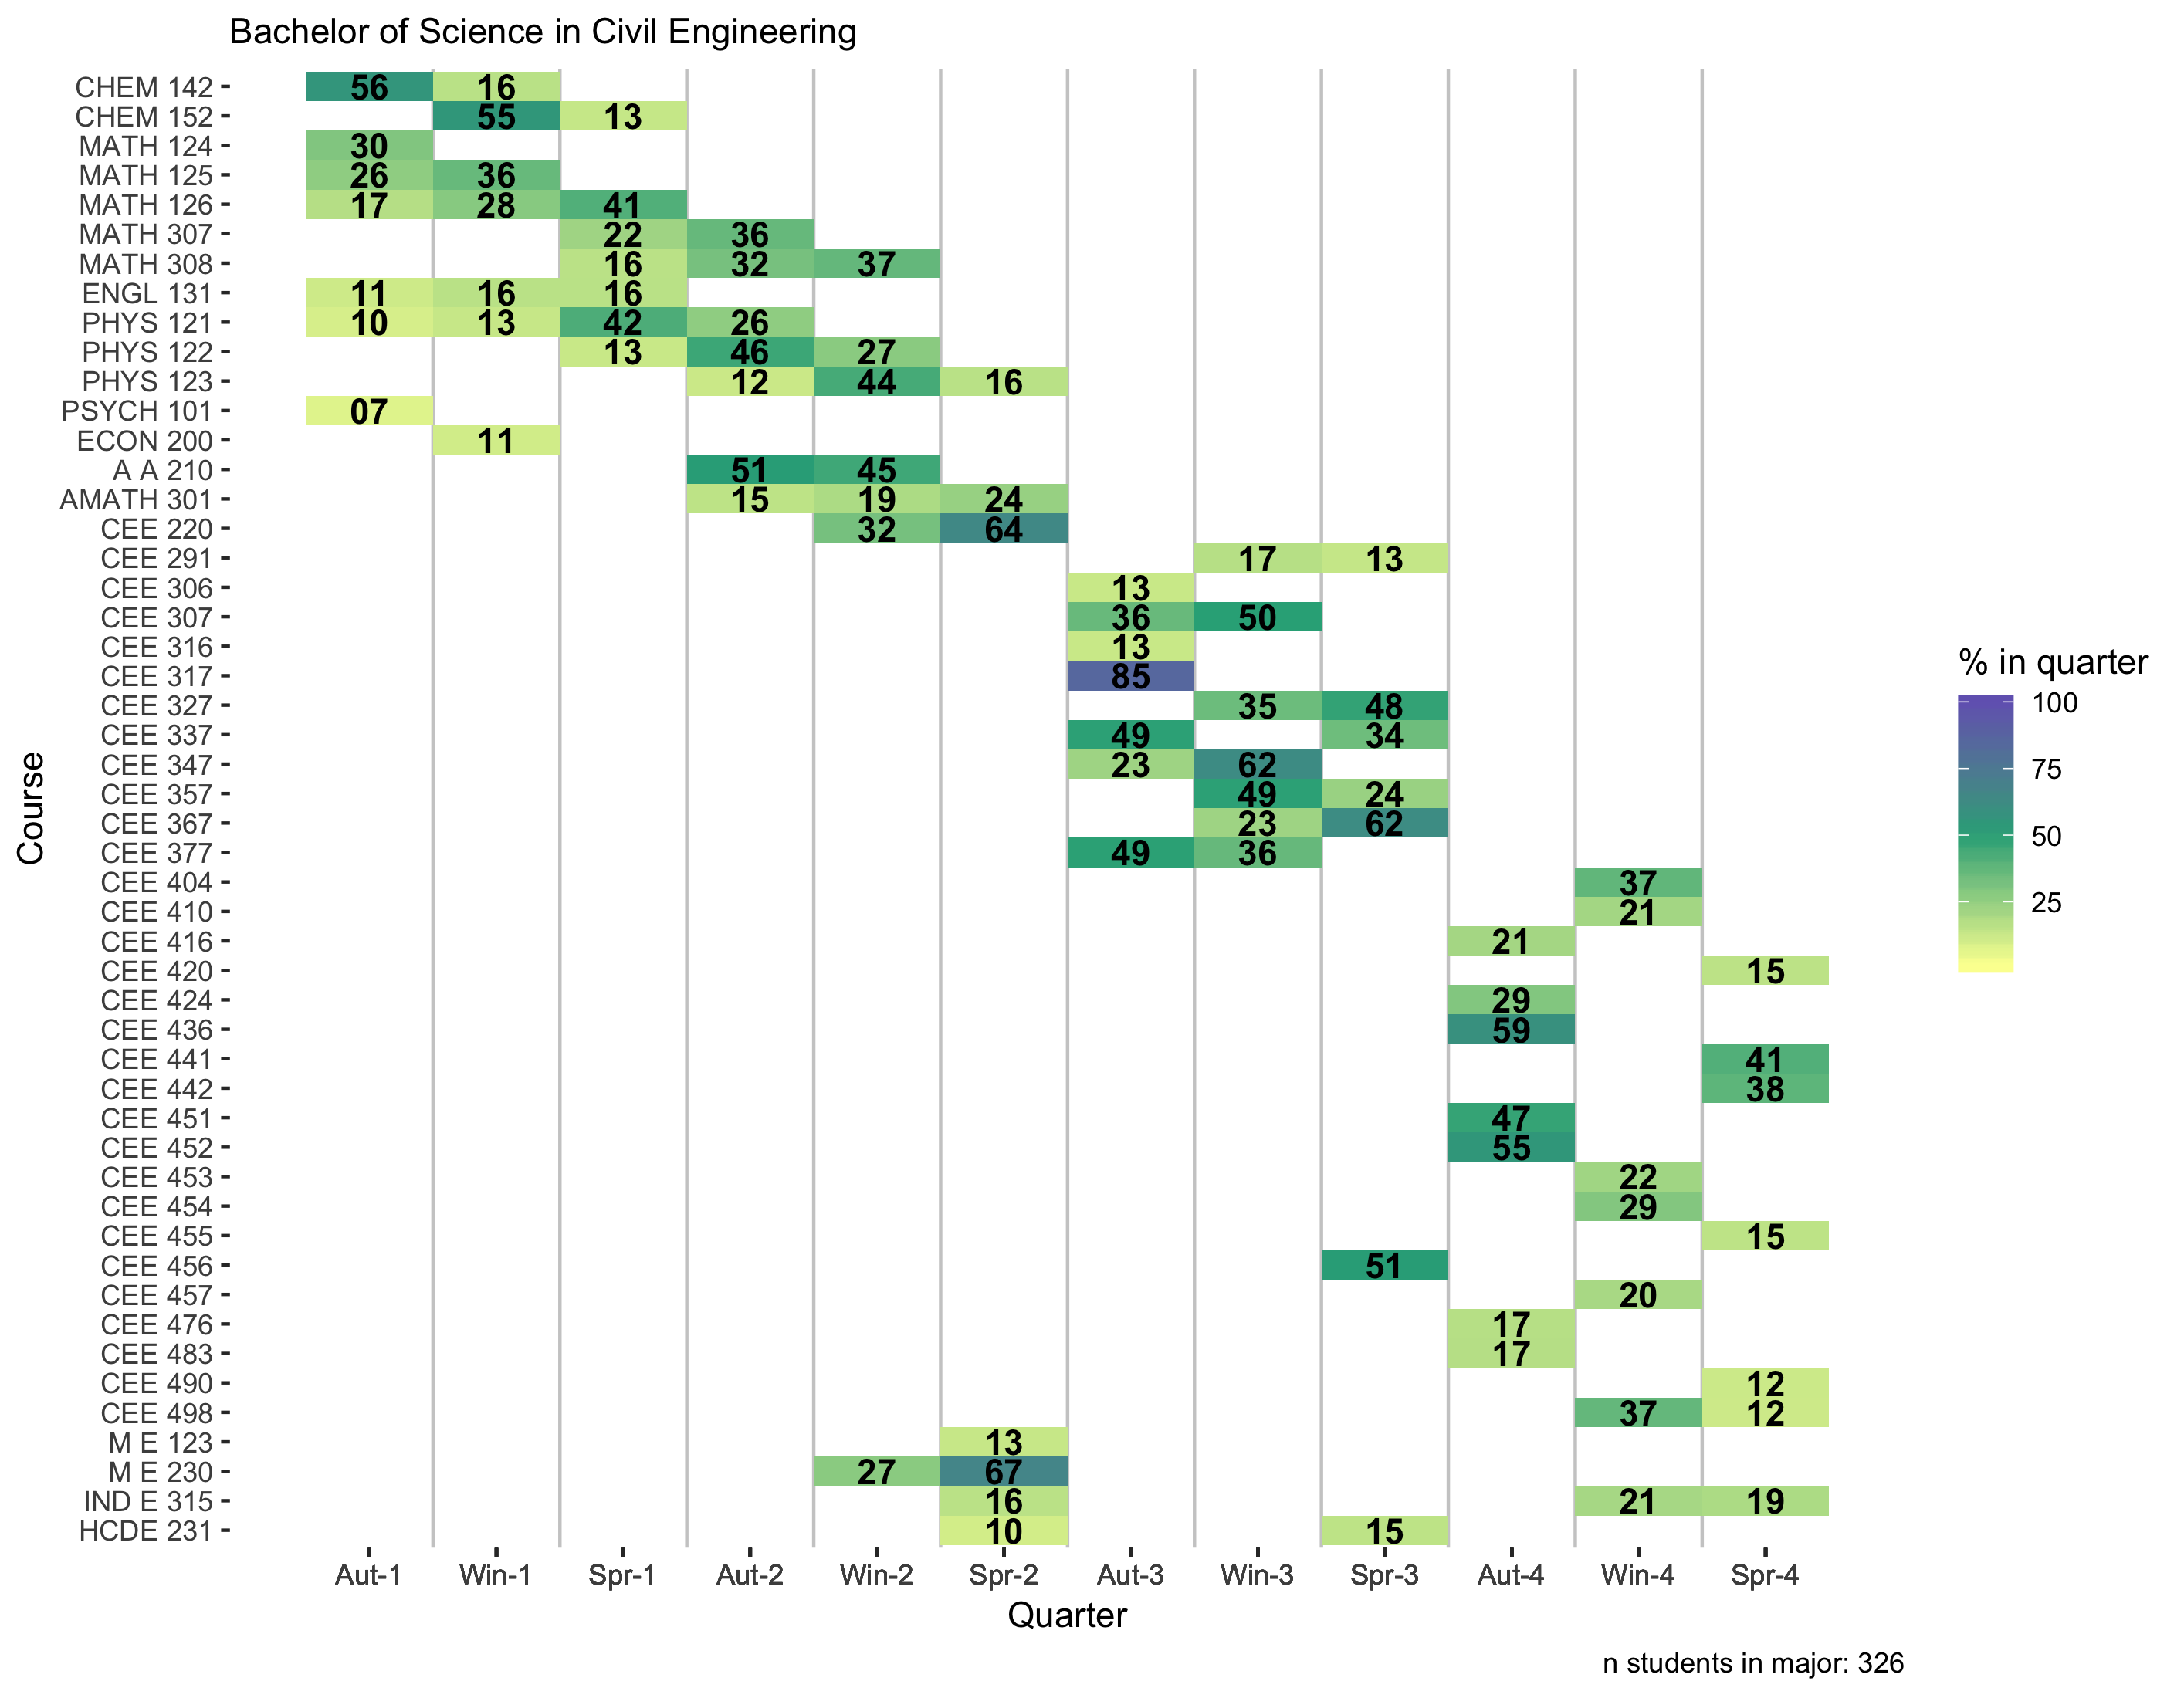 Bachelor of Science in Civil Engineering
CHEM 142 56 16
CHEM 152 55 13
MATH 124 30
MATH 125 26 36
MATH 126 17 28 41
MATH 307 22 36
MATH 308 16 32 37
ENGL 131 11 16 16
PHYS 121 10 13 42 26
PHYS 122 13 46 27
PHYS 123 12 44 16
PSYCH 101 07
ECON 200 11
A A 210 51 45
AMATH 301 15 19 24
CEE 220 32 64
CEE 291 17 13
CEE 306 13
CEE 307 36 50
CEE 316 13
CEE 317 85
CEE 327 35 48
CEE 337 49 34
CEE 347 23 62
CEE 357 49 24
CEE 367 23 62
CEE 377 49 36
CEE 404 37
CEE 410 21
CEE 416 21
CEE 420 15
CEE 424 29
CEE 436 59
CEE 441 41
CEE 442 38
CEE 451 47
CEE 452 55
CEE 453 22
CEE 454 29
CEE 455 15
CEE 456 51
CEE 457 20
CEE 476 17
CEE 483 17
CEE 490 12
CEE 498 37 12
M E 123 13
M E 230 27 67
IND E 315 16 21 19
HCDE 231 10 15
Aut-1 Win-1 Spr-1 Aut-2 Win-2 Spr-2 Aut-3 Win-3 Spr-3 Aut-4 Win-4 Spr-4
Quarter
Course
% in quarter
100
75
50
25
n students in major: 326